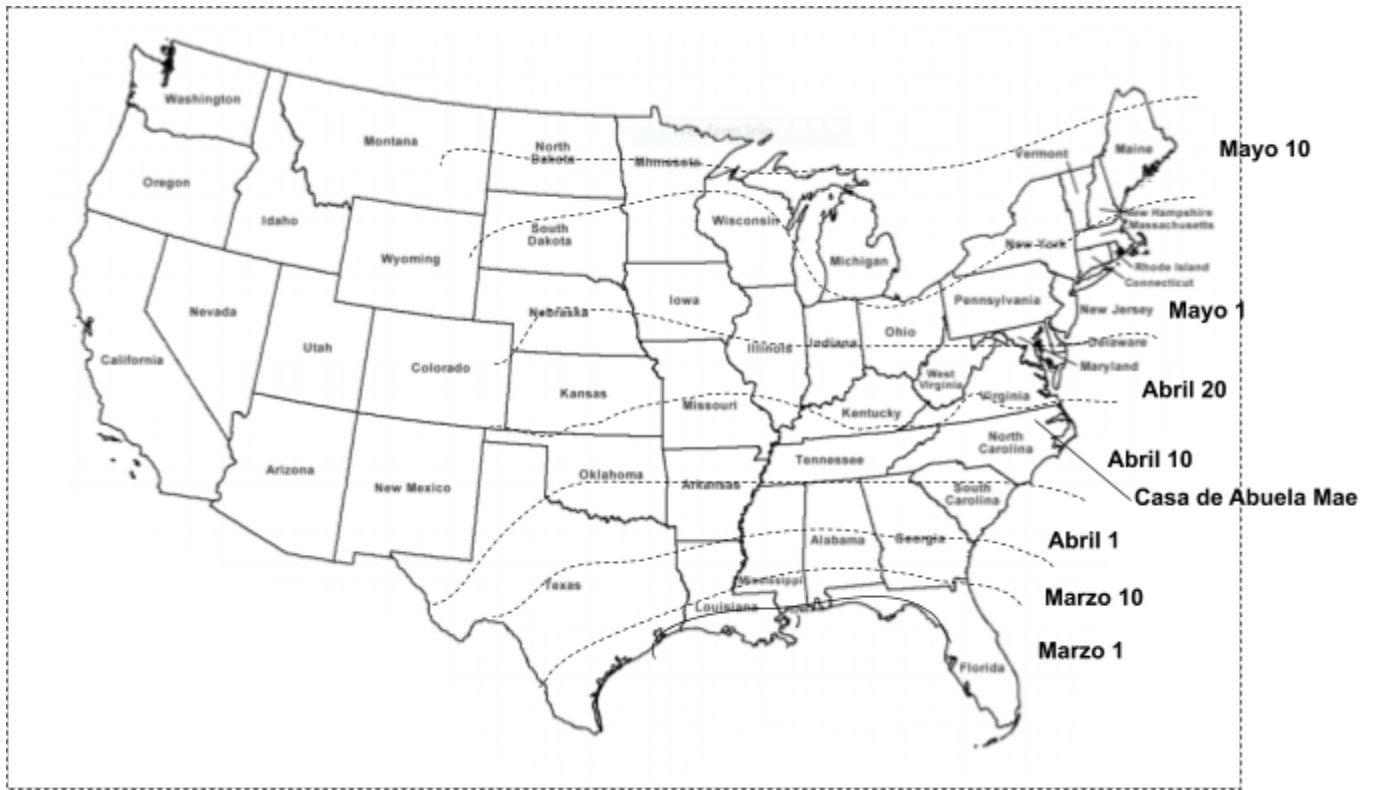 Washington
Montana
North
Dakota
Minnesota
Vermont
Maine
Mayo 10
Oregon
Idaho
Wyoming
South
Dakota
Wisconsin
Michigan
New York
New Hampshire
Massachusetts
Rhode Island
Connecticut
Nevada
Utah
Colorado
Nebraska
Iowa
Illinois
Indiana
Ohio
Pennsylvania
New Jersey
Mayo 1
Delaware
Maryland
California
Kansas
Missouri
Kentucky
West
Virginia
Virginia
Abril 20
Arizona
New Mexico
Oklahoma
Arkansas
Tennessee
North
Carolina
Abril 10
South
Carolina
Casa de Abuela Mae
Texas
Louisiana
Mississippi
Alabama
Georgia
Abril 1
Marzo 10
Florida
Marzo 1